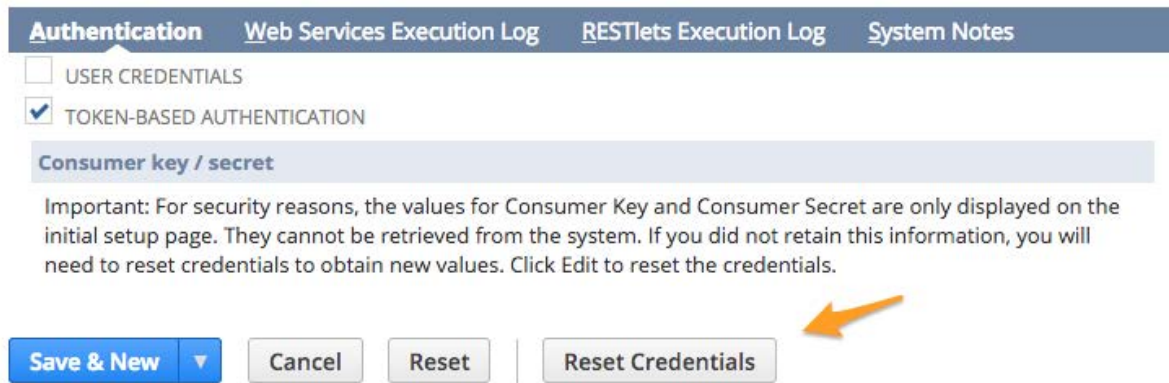 Authentication Web Services Execution Log RESTlets Execution Log System Notes
USER CREDENTIALS
TOKEN-BASED AUTHENTICATION
Consumer key / secret
Important: For security reasons, the values for Consumer Key and Consumer Secret are only displayed on the
initial setup page. They cannot be retrieved from the system. If you did not retain this information, you will
need to reset credentials to obtain new values. Click Edit to reset the credentials.
Save & New Cancel Reset Reset Credentials